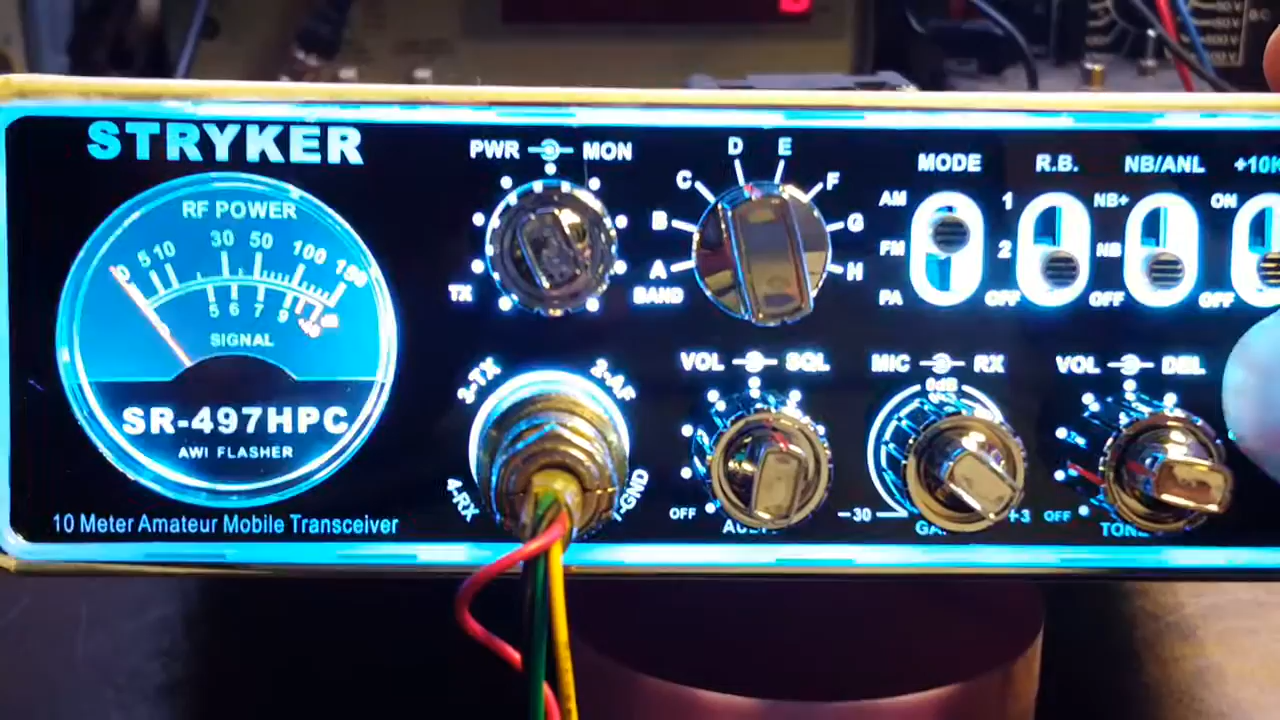 STRYKER
RF POWER
0 5 10 30 50 100 150
5 6 7 9
SIGNAL
SR-497HPC
AWI FLASHER
10 Meter Amateur Mobile Transceiver
PWR MON
TX
A B C D E F G H
BAND
MODE
AM
FM
PA
R.B.
1
2
OFF
NB/ANL
NB+
NB
OFF
+10K
ON
OFF
3-TX
2-AF
4-RX
1-GND
VOL SQL
OFF
MIC RX
0dB
-30
+3
VOL DEL
OFF